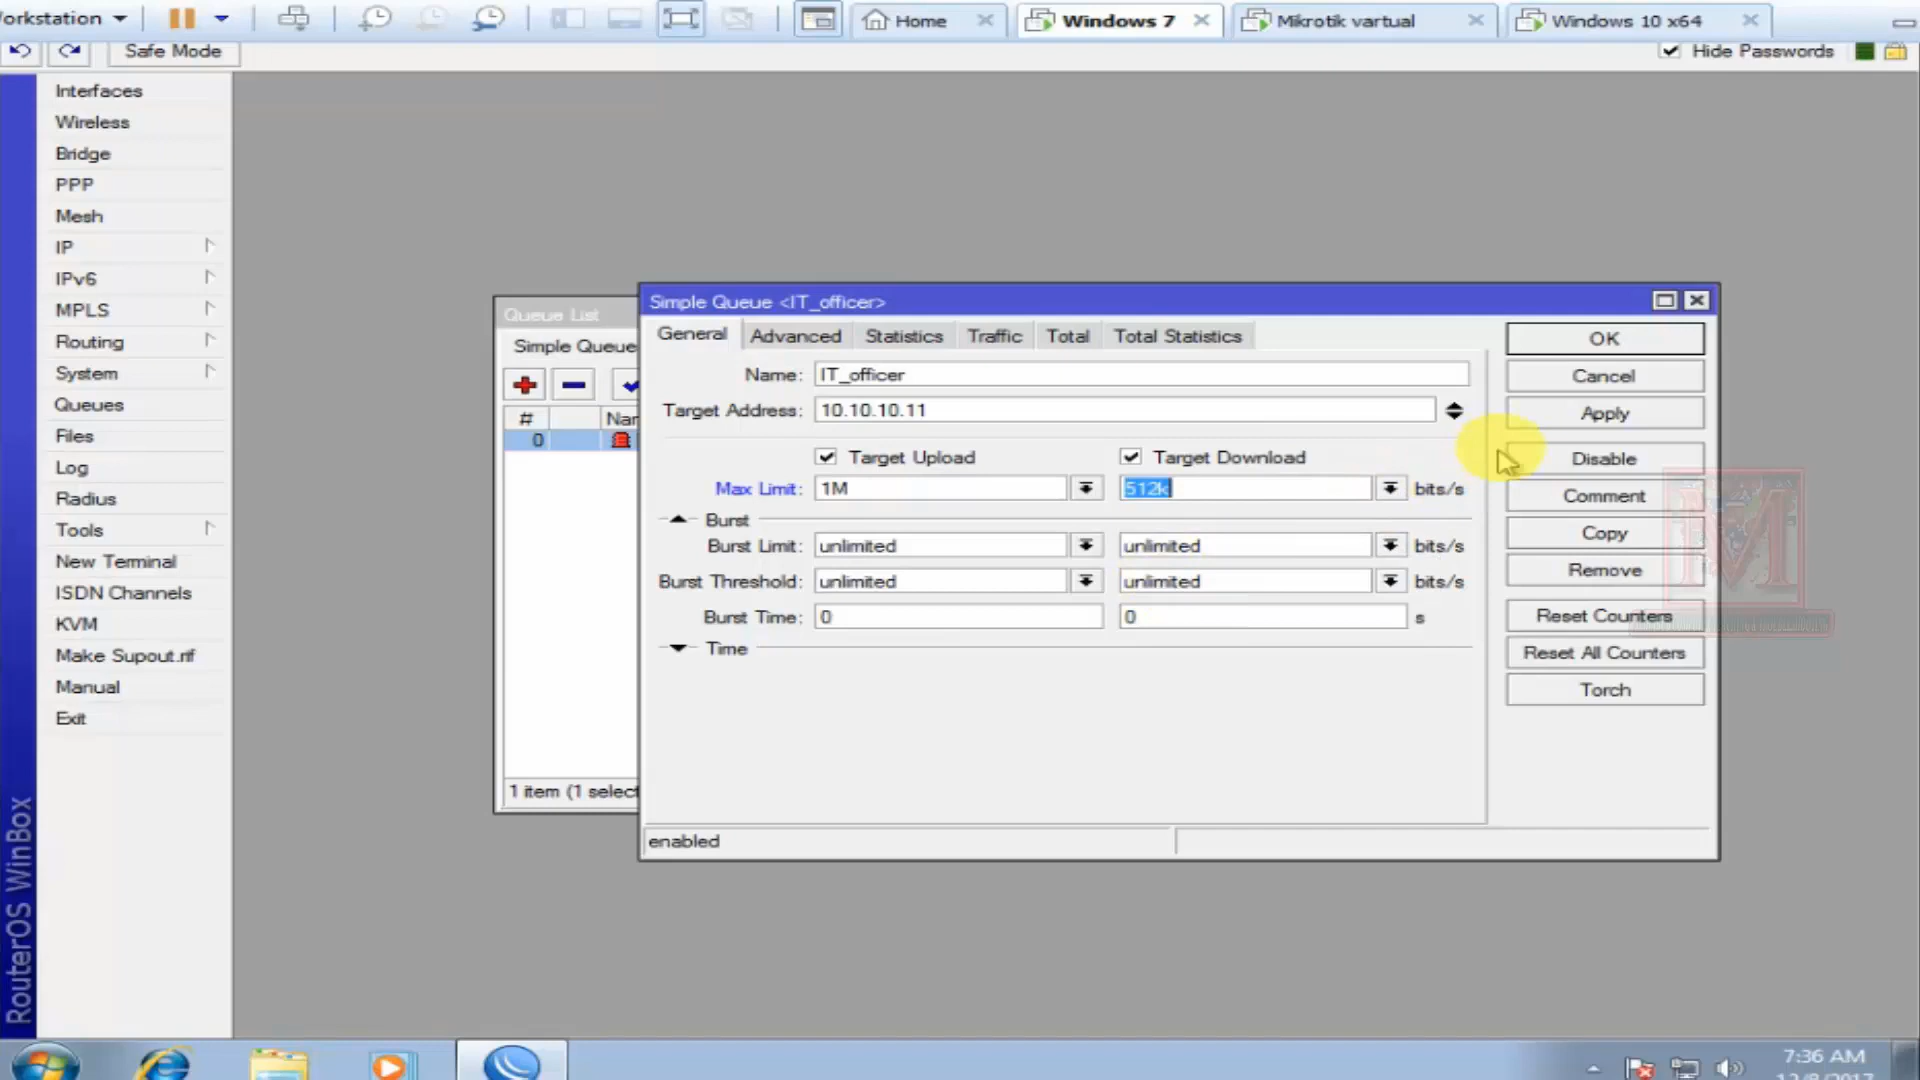 orkstation
Home
Windows 7
Mikrotik vartual
Windows 10 x64
Safe Mode
Hide Passwords
Interfaces
Wireless
Bridge
PPP
Mesh
IP
IPv6
MPLS
Routing
System
Queues
Files
Log
Radius
Tools
New Terminal
ISDN Channels
KVM
Make Supout.rif
Manual
Exit
RouterOS WinBox
Queue List
Simple Queue
#
Nar
0
1 item (1 select
Simple Queue <IT_officer>
General
Advanced
Statistics
Traffic
Total
Total Statistics
Name: IT_officer
Target Address: 10.10.10.11
Target Upload
Target Download
Max Limit: 1M 512k bits/s
Burst
Burst Limit: unlimited unlimited bits/s
Burst Threshold: unlimited unlimited bits/s
Burst Time: 0 0 s
Time
enabled
OK
Cancel
Apply
Disable
Comment
Copy
Remove
Reset Counters
Reset All Counters
Torch
M
7:36 AM
12/8/2017